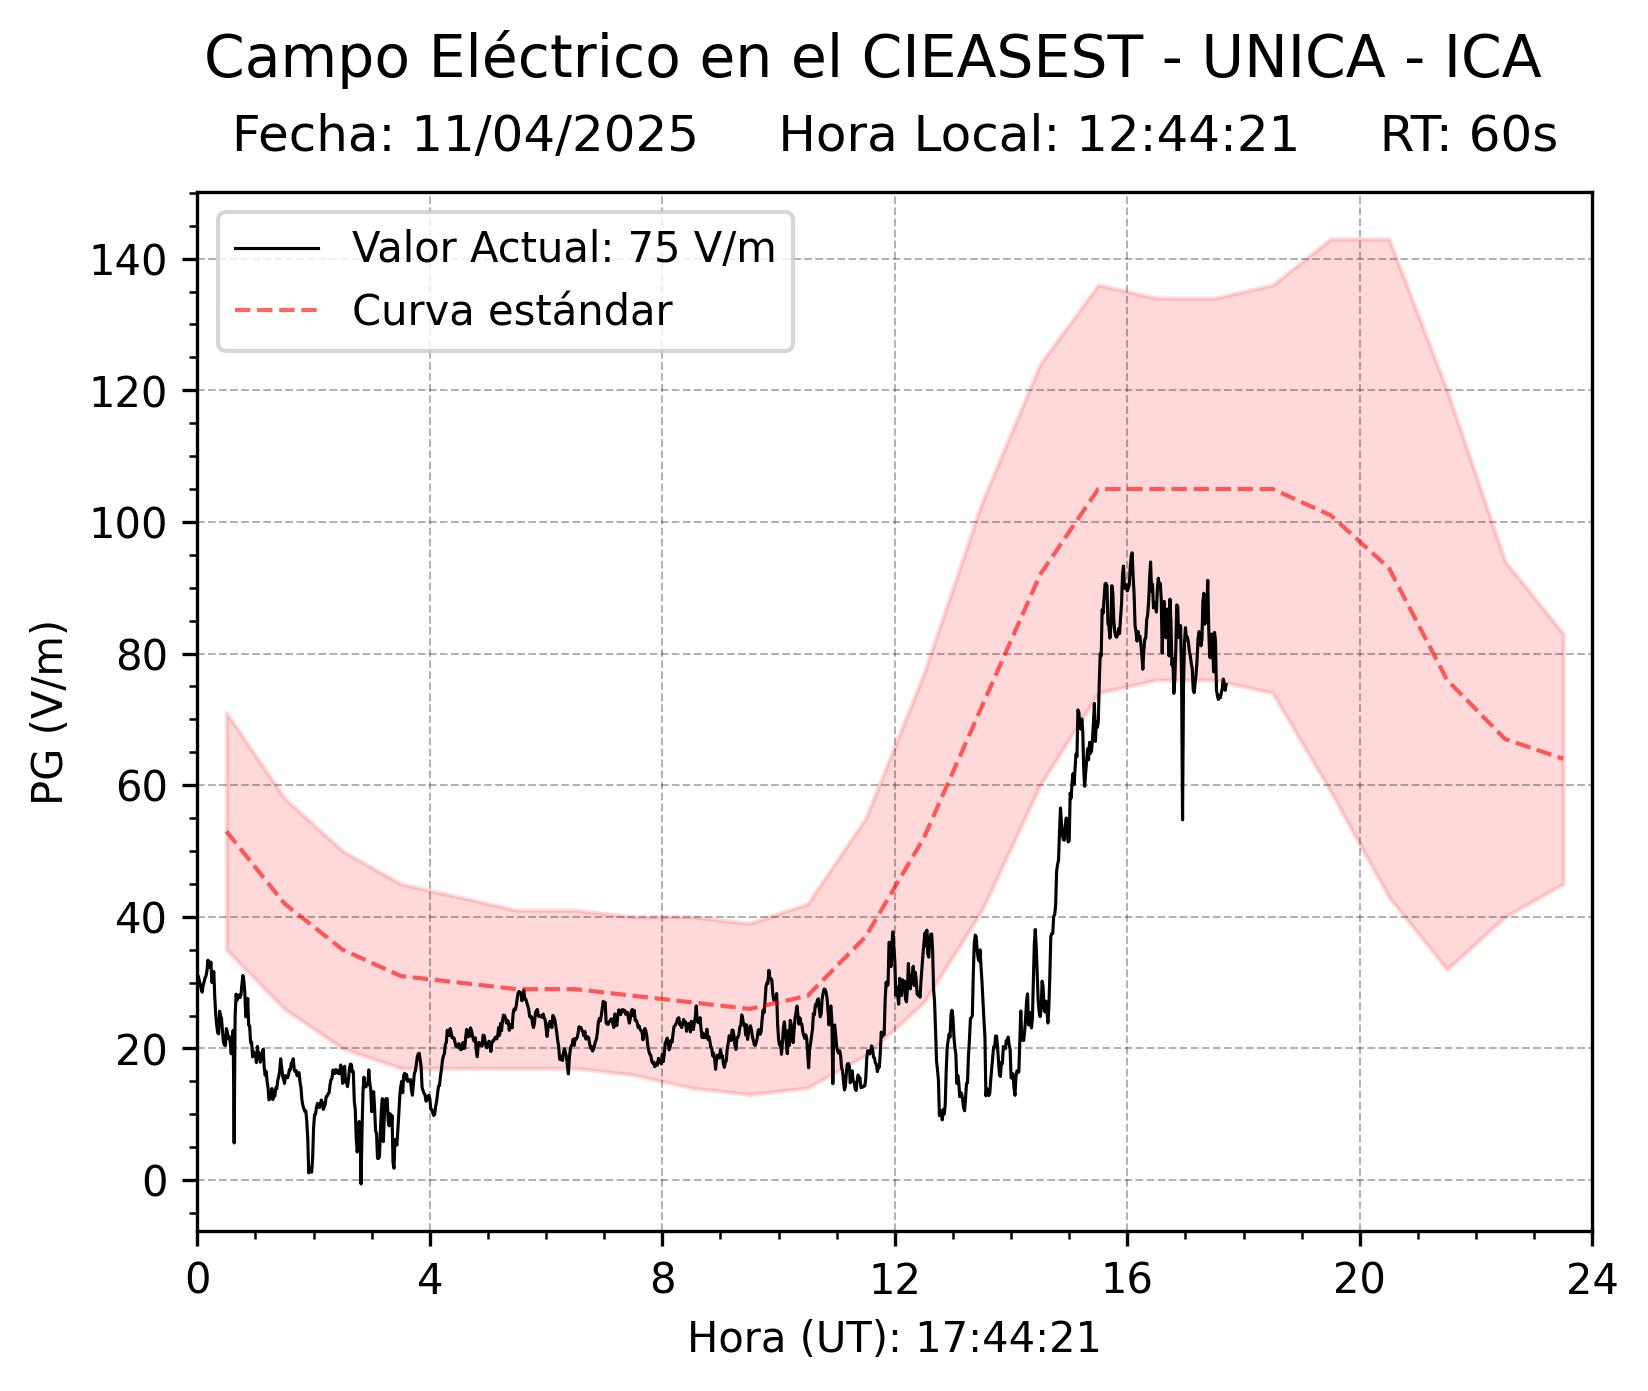 Campo Eléctrico en el CIEASEST - UNICA - ICA
Fecha: 11/04/2025 Hora Local: 12:44:21 RT: 60s
Valor Actual: 75 V/m
Curva estándar
PG (V/m)
140
120
100
80
60
40
20
0
0 4 8 12 16 20 24
Hora (UT): 17:44:21